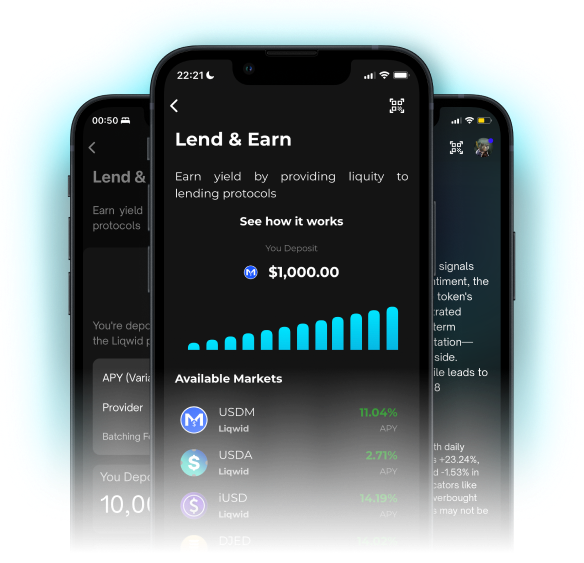 22:21
Lend & Earn
Earn yield by providing liquity to
lending protocols
See how it works
You Deposit
$1,000.00
Available Markets
USDM
11.04%
Liqwid
APY
USDA
2.71%
Liqwid
APY
iUSD
14.19%
Liqwid
APY
DJED
00:50
Lend &
Earn yield
protocols
You're depo
the Liqwid p
APY (Varia
Provider
Batching Fe
You Depo
10,0
signals
ntiment, the
token's
trated
term
tation—
side.
ile leads to
8
th daily
s +23.24%,
d -1.53% in
cators like
verbought
s may not be